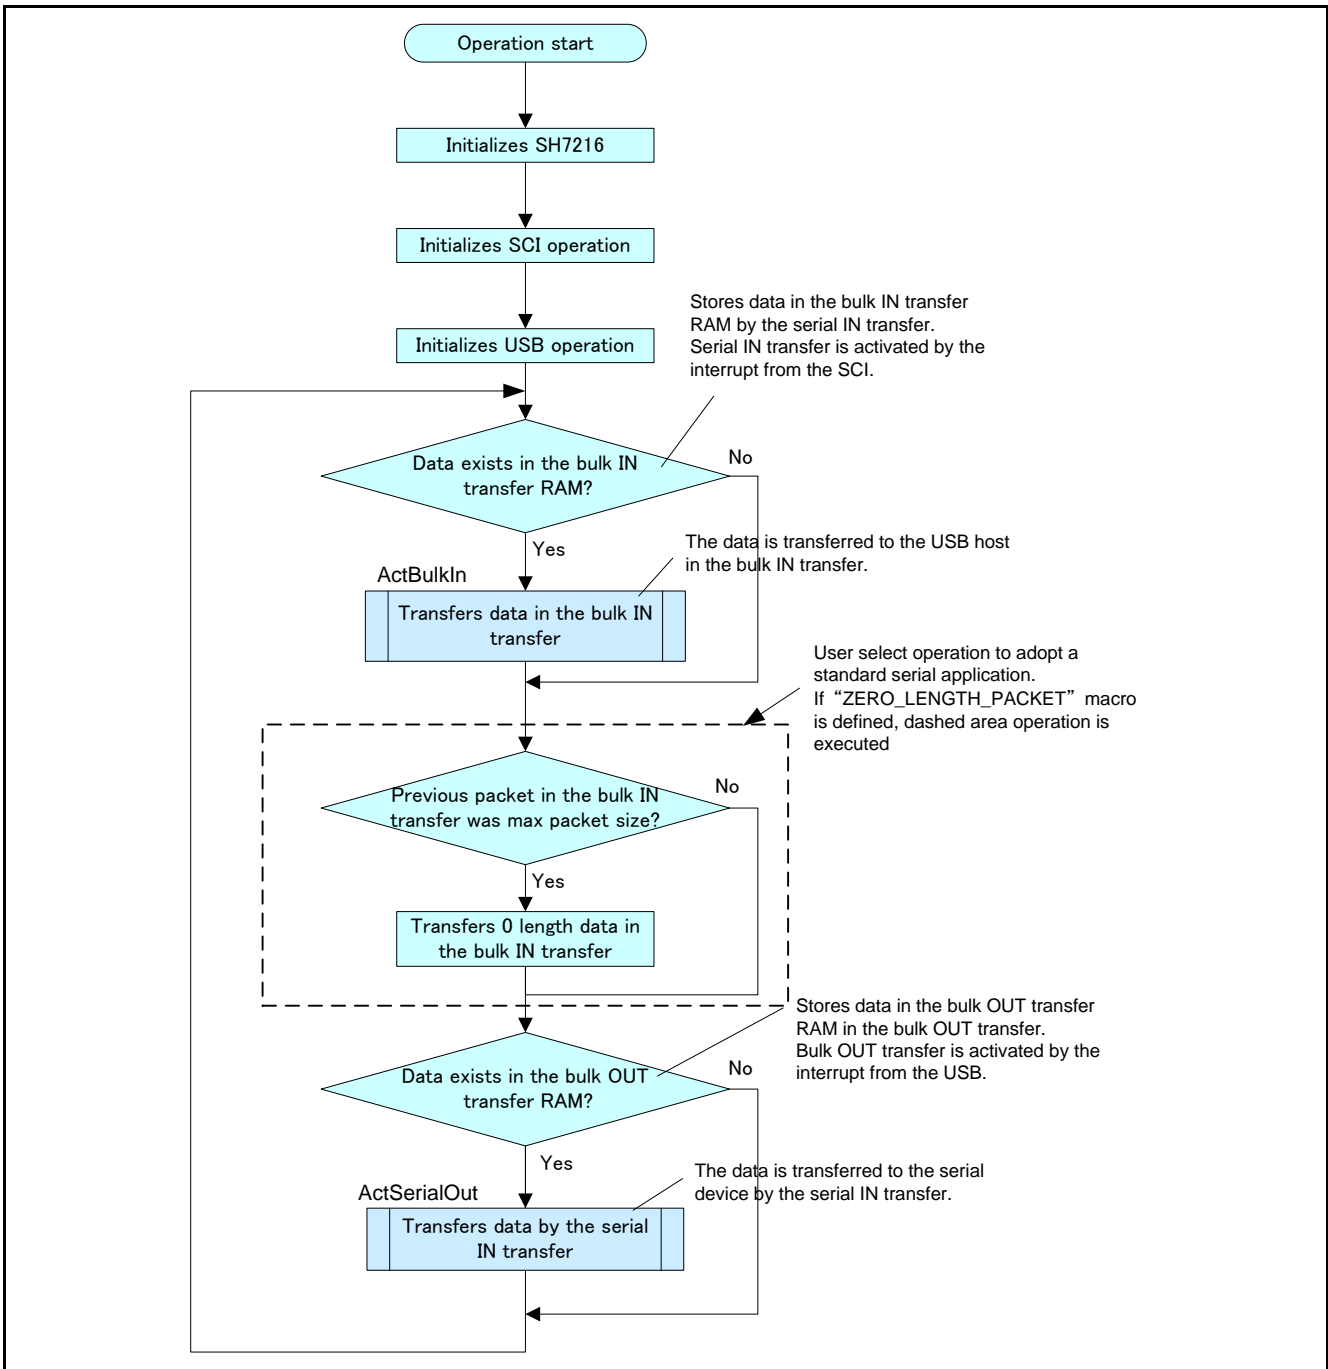 Operation start
Initializes SH7216
Initializes SCI operation
Initializes USB operation
Stores data in the bulk IN transfer
RAM by the serial IN transfer.
Serial IN transfer is activated by the
interrupt from the SCI.
Data exists in the bulk IN
transfer RAM?
No
Yes
The data is transferred to the USB host
in the bulk IN transfer.
ActBulkIn
Transfers data in the bulk IN
transfer
User select operation to adopt a
standard serial application.
If “ZERO_LENGTH_PACKET” macro
is defined, dashed area operation is
executed
Previous packet in the bulk IN
transfer was max packet size?
No
Yes
Transfers 0 length data in
the bulk IN transfer
Stores data in the bulk OUT transfer
RAM in the bulk OUT transfer.
Bulk OUT transfer is activated by the
interrupt from the USB.
Data exists in the bulk OUT
transfer RAM?
No
Yes
The data is transferred to the serial
device by the serial IN transfer.
ActSerialOut
Transfers data by the serial
IN transfer